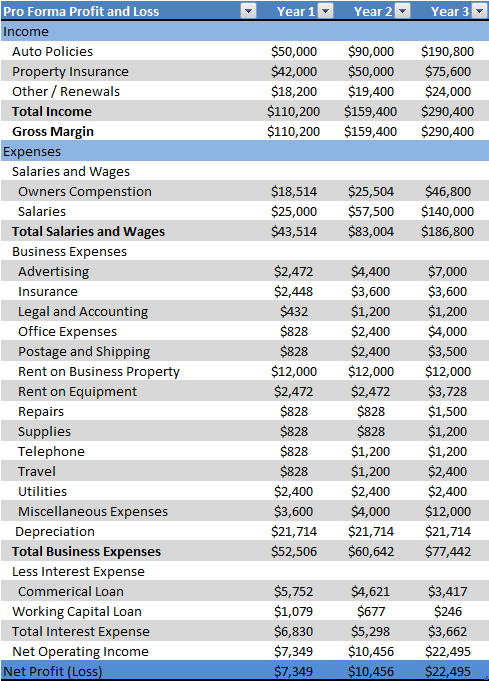 Pro Forma Profit and Loss Year 1 Year 2 Year 3
Income
Auto Policies $50,000 $90,000 $190,800
Property Insurance $42,000 $50,000 $75,600
Other / Renewals $18,200 $19,400 $24,000
Total Income $110,200 $159,400 $290,400
Gross Margin $110,200 $159,400 $290,400
Expenses
Salaries and Wages
Owners Compenstion $18,514 $25,504 $46,800
Salaries $25,000 $57,500 $140,000
Total Salaries and Wages $43,514 $83,004 $186,800
Business Expenses
Advertising $2,472 $4,400 $7,000
Insurance $2,448 $3,600 $3,600
Legal and Accounting $432 $1,200 $1,200
Office Expenses $828 $2,400 $4,000
Postage and Shipping $828 $2,400 $3,500
Rent on Business Property $12,000 $12,000 $12,000
Rent on Equipment $2,472 $2,472 $3,728
Repairs $828 $828 $1,500
Supplies $828 $828 $1,200
Telephone $828 $1,200 $1,200
Travel $828 $1,200 $2,400
Utilities $2,400 $2,400 $2,400
Miscellaneous Expenses $3,600 $4,000 $12,000
Depreciation $21,714 $21,714 $21,714
Total Business Expenses $52,506 $60,642 $77,442
Less Interest Expense
Commerical Loan $5,752 $4,621 $3,417
Working Capital Loan $1,079 $677 $246
Total Interest Expense $6,830 $5,298 $3,662
Net Operating Income $7,349 $10,456 $22,495
Net Profit (Loss) $7,349 $10,456 $22,495